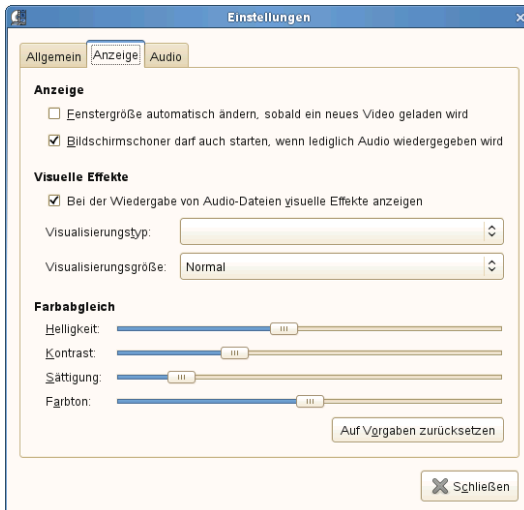 Einstellungen
Allgemein Anzeige Audio
Anzeige
Fenstergröße automatisch ändern, sobald ein neues Video geladen wird
Bildschirmschoner darf auch starten, wenn lediglich Audio wiedergegeben wird
Visuelle Effekte
Bei der Wiedergabe von Audio-Dateien visuelle Effekte anzeigen
Visualisierungstyp:
Visualisierungsgröße: Normal
Farbabgleich
Helligkeit:
Kontrast:
Sättigung:
Farbton:
Auf Vorgaben zurücksetzen
Schließen